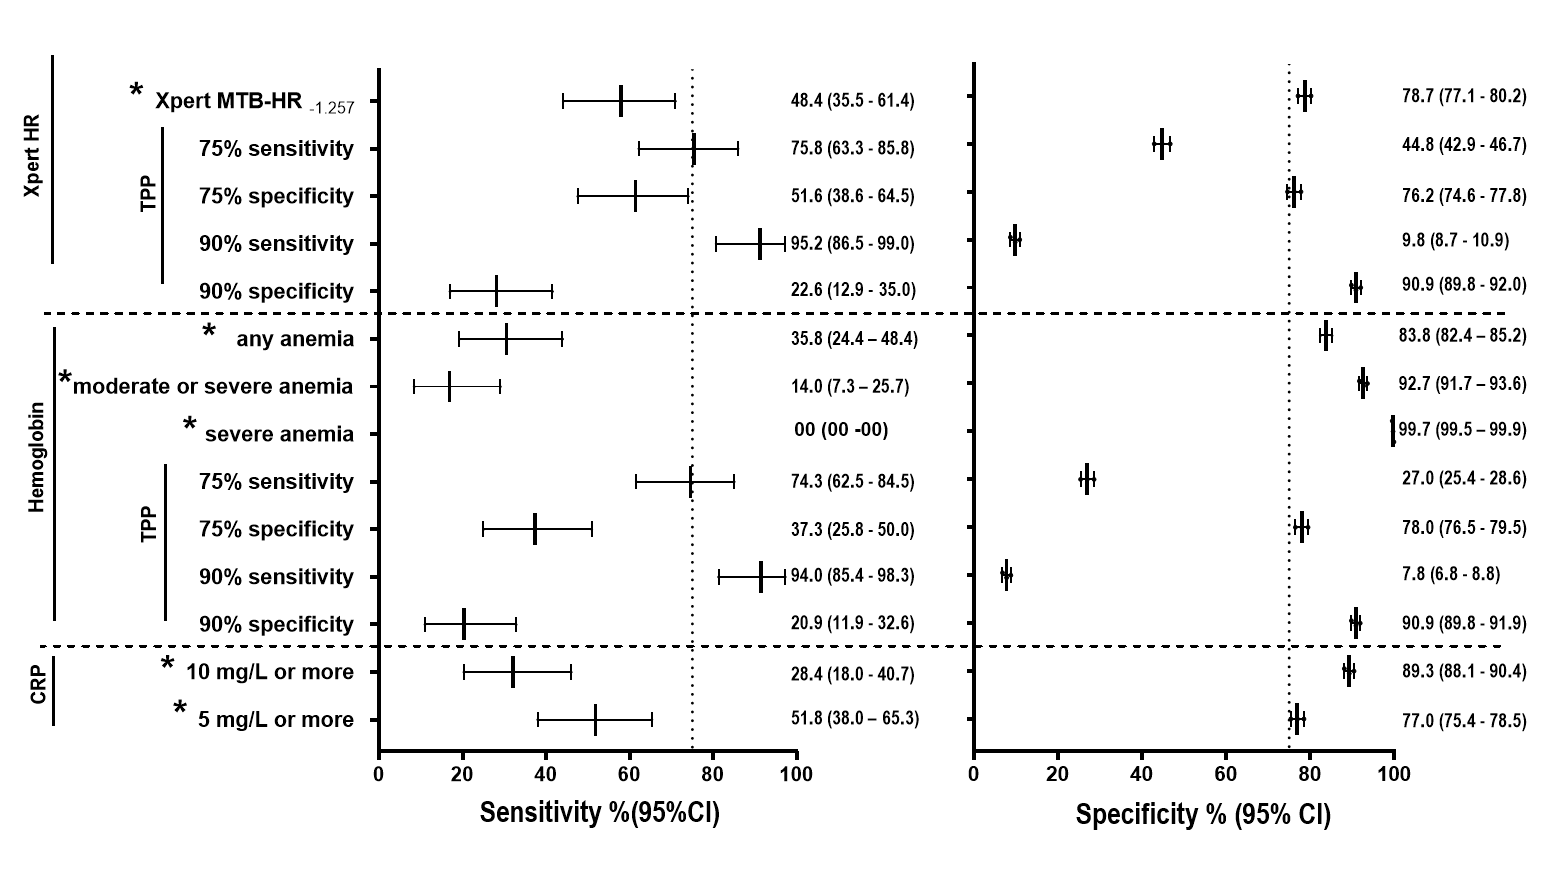 Xpert HR
TPP
* Xpert MTB-HR -1.257 48.4 (35.5 - 61.4) 78.7 (77.1 - 80.2)
75% sensitivity 75.8 (63.3 - 85.8) 44.8 (42.9 - 46.7)
75% specificity 51.6 (38.6 - 64.5) 76.2 (74.6 - 77.8)
90% sensitivity 95.2 (86.5 - 99.0) 9.8 (8.7 - 10.9)
90% specificity 22.6 (12.9 - 35.0) 90.9 (89.8 - 92.0)
Hemoglobin
TPP
* any anemia 35.8 (24.4 – 48.4) 83.8 (82.4 – 85.2)
*moderate or severe anemia 14.0 (7.3 – 25.7) 92.7 (91.7 – 93.6)
* severe anemia 00 (00 -00) 99.7 (99.5 – 99.9)
75% sensitivity 74.3 (62.5 - 84.5) 27.0 (25.4 - 28.6)
75% specificity 37.3 (25.8 - 50.0) 78.0 (76.5 - 79.5)
90% sensitivity 94.0 (85.4 - 98.3) 7.8 (6.8 - 8.8)
90% specificity 20.9 (11.9 - 32.6) 90.9 (89.8 - 91.9)
CRP
* 10 mg/L or more 28.4 (18.0 - 40.7) 89.3 (88.1 - 90.4)
* 5 mg/L or more 51.8 (38.0 – 65.3) 77.0 (75.4 - 78.5)
0 20 40 60 80 100 0 20 40 60 80 100
Sensitivity %(95%CI) Specificity % (95% CI)